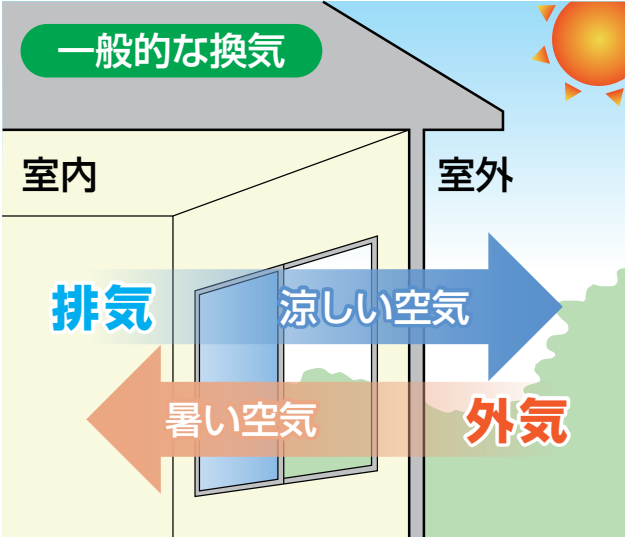 一般的な換気
室内
室外
排気
涼しい空気
暑い空気
外気